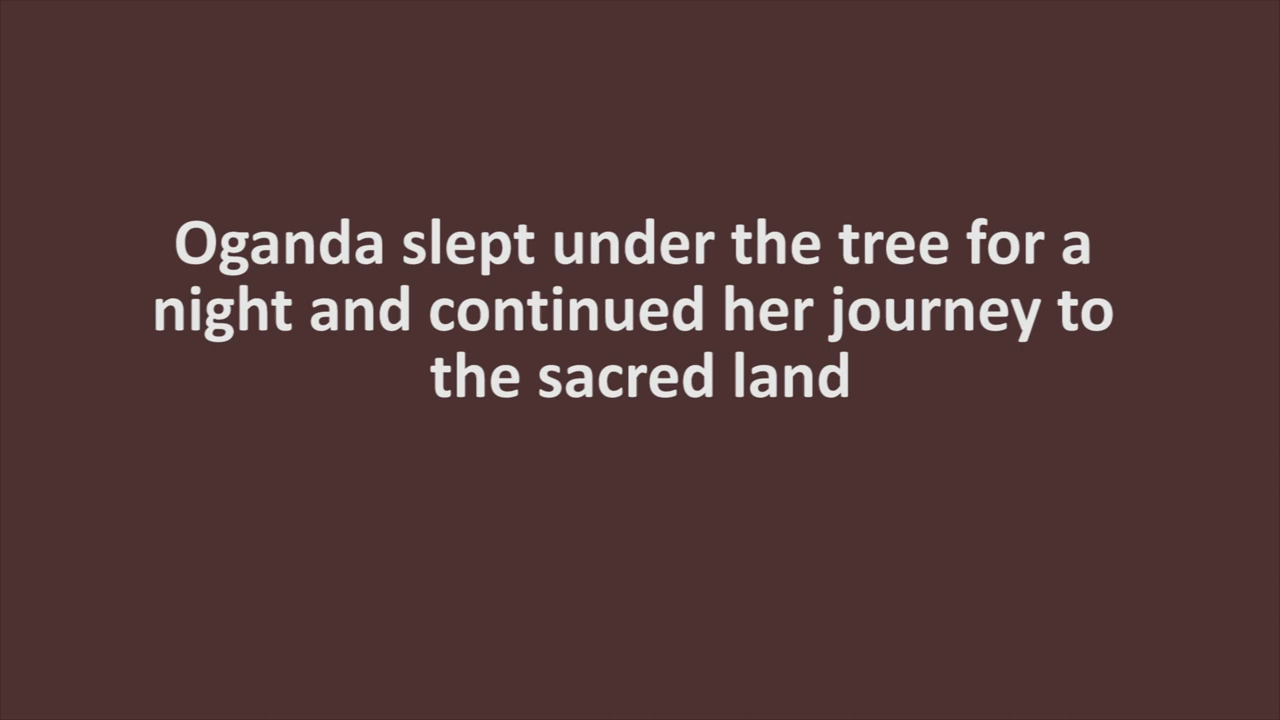 Oganda slept under the tree for a
night and continued her journey to
the sacred land